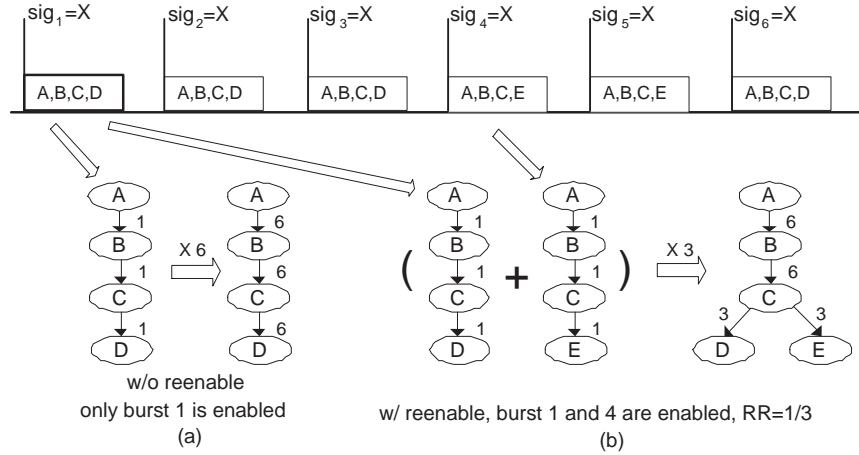 sig1=X sig2=X sig3=X sig4=X sig5=X sig6=X
A,B,C,D A,B,C,D A,B,C,D A,B,C,E A,B,C,E A,B,C,D
A A A A A
1 6 1 1 6
B B B B B
X 6 X 3
1 6 ( 1 + 1 ) 6
C C C C C
1 6 1 1 3 3
D D D E D E
w/o reenable
only burst 1 is enabled
(a)
w/ reenable, burst 1 and 4 are enabled, RR=1/3
(b)